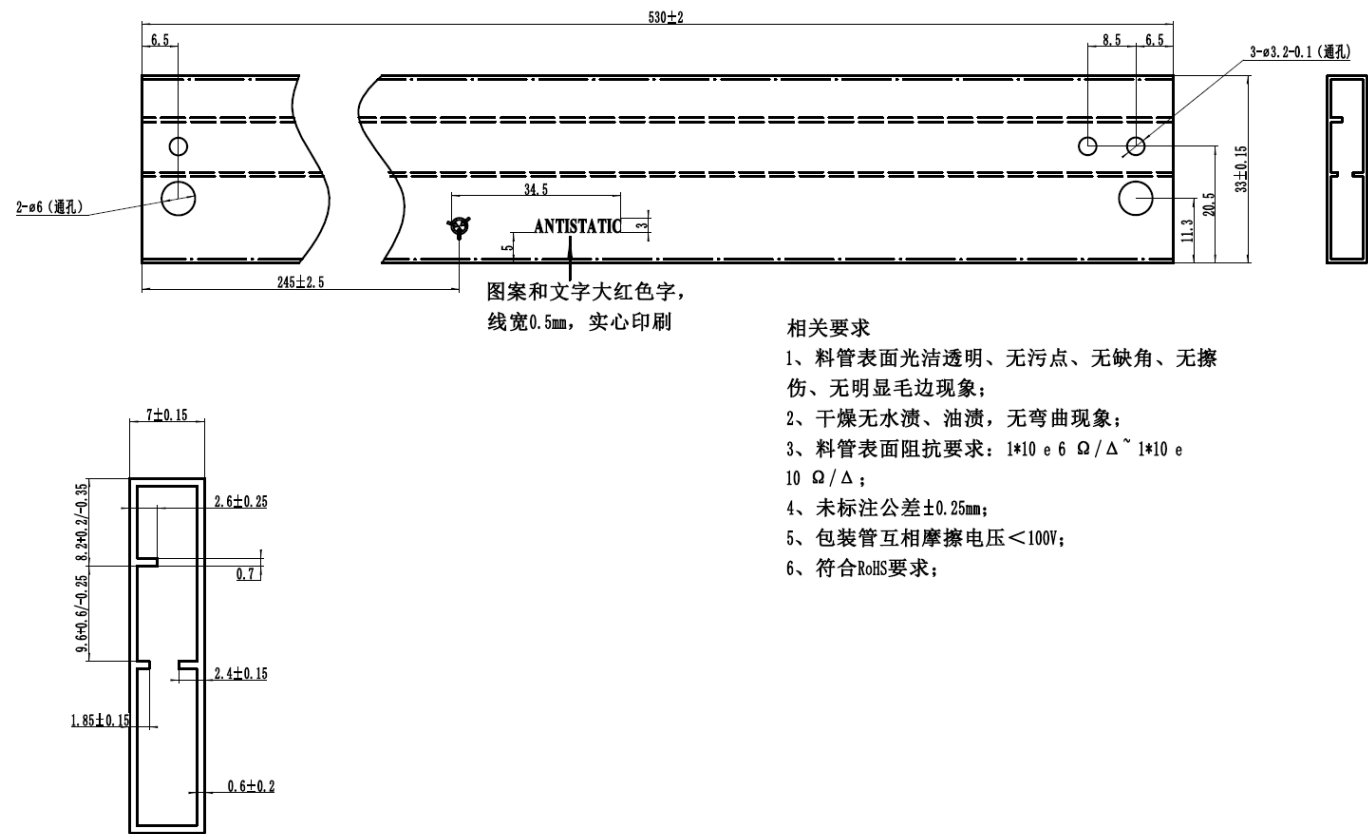 530±2
6.5
8.5
6.5
3-ø3.2-0.1 (通孔)
33±0.15
20.5
11.3
2-ø6 (通孔)
34.5
ANTISTATIC
3
5
245±2.5
图案和文字大红色字,
线宽0.5mm, 实心印刷
相关要求
1、料管表面光洁透明、无污点、无缺角、无擦
伤、无明显毛边现象;
2、干燥无水渍、油渍, 无弯曲现象;
3、料管表面阻抗要求: 1*10 e 6 Ω/Δ~ 1*10 e
10 Ω/Δ;
4、未标注公差±0.25mm;
5、包装管互相摩擦电压<100V;
6、符合RoHS要求;
7±0.15
8.2+0.2/-0.35
2.6±0.25
0.7
9.6+0.6/-0.25
2.4±0.15
1.85±0.15
0.6±0.2